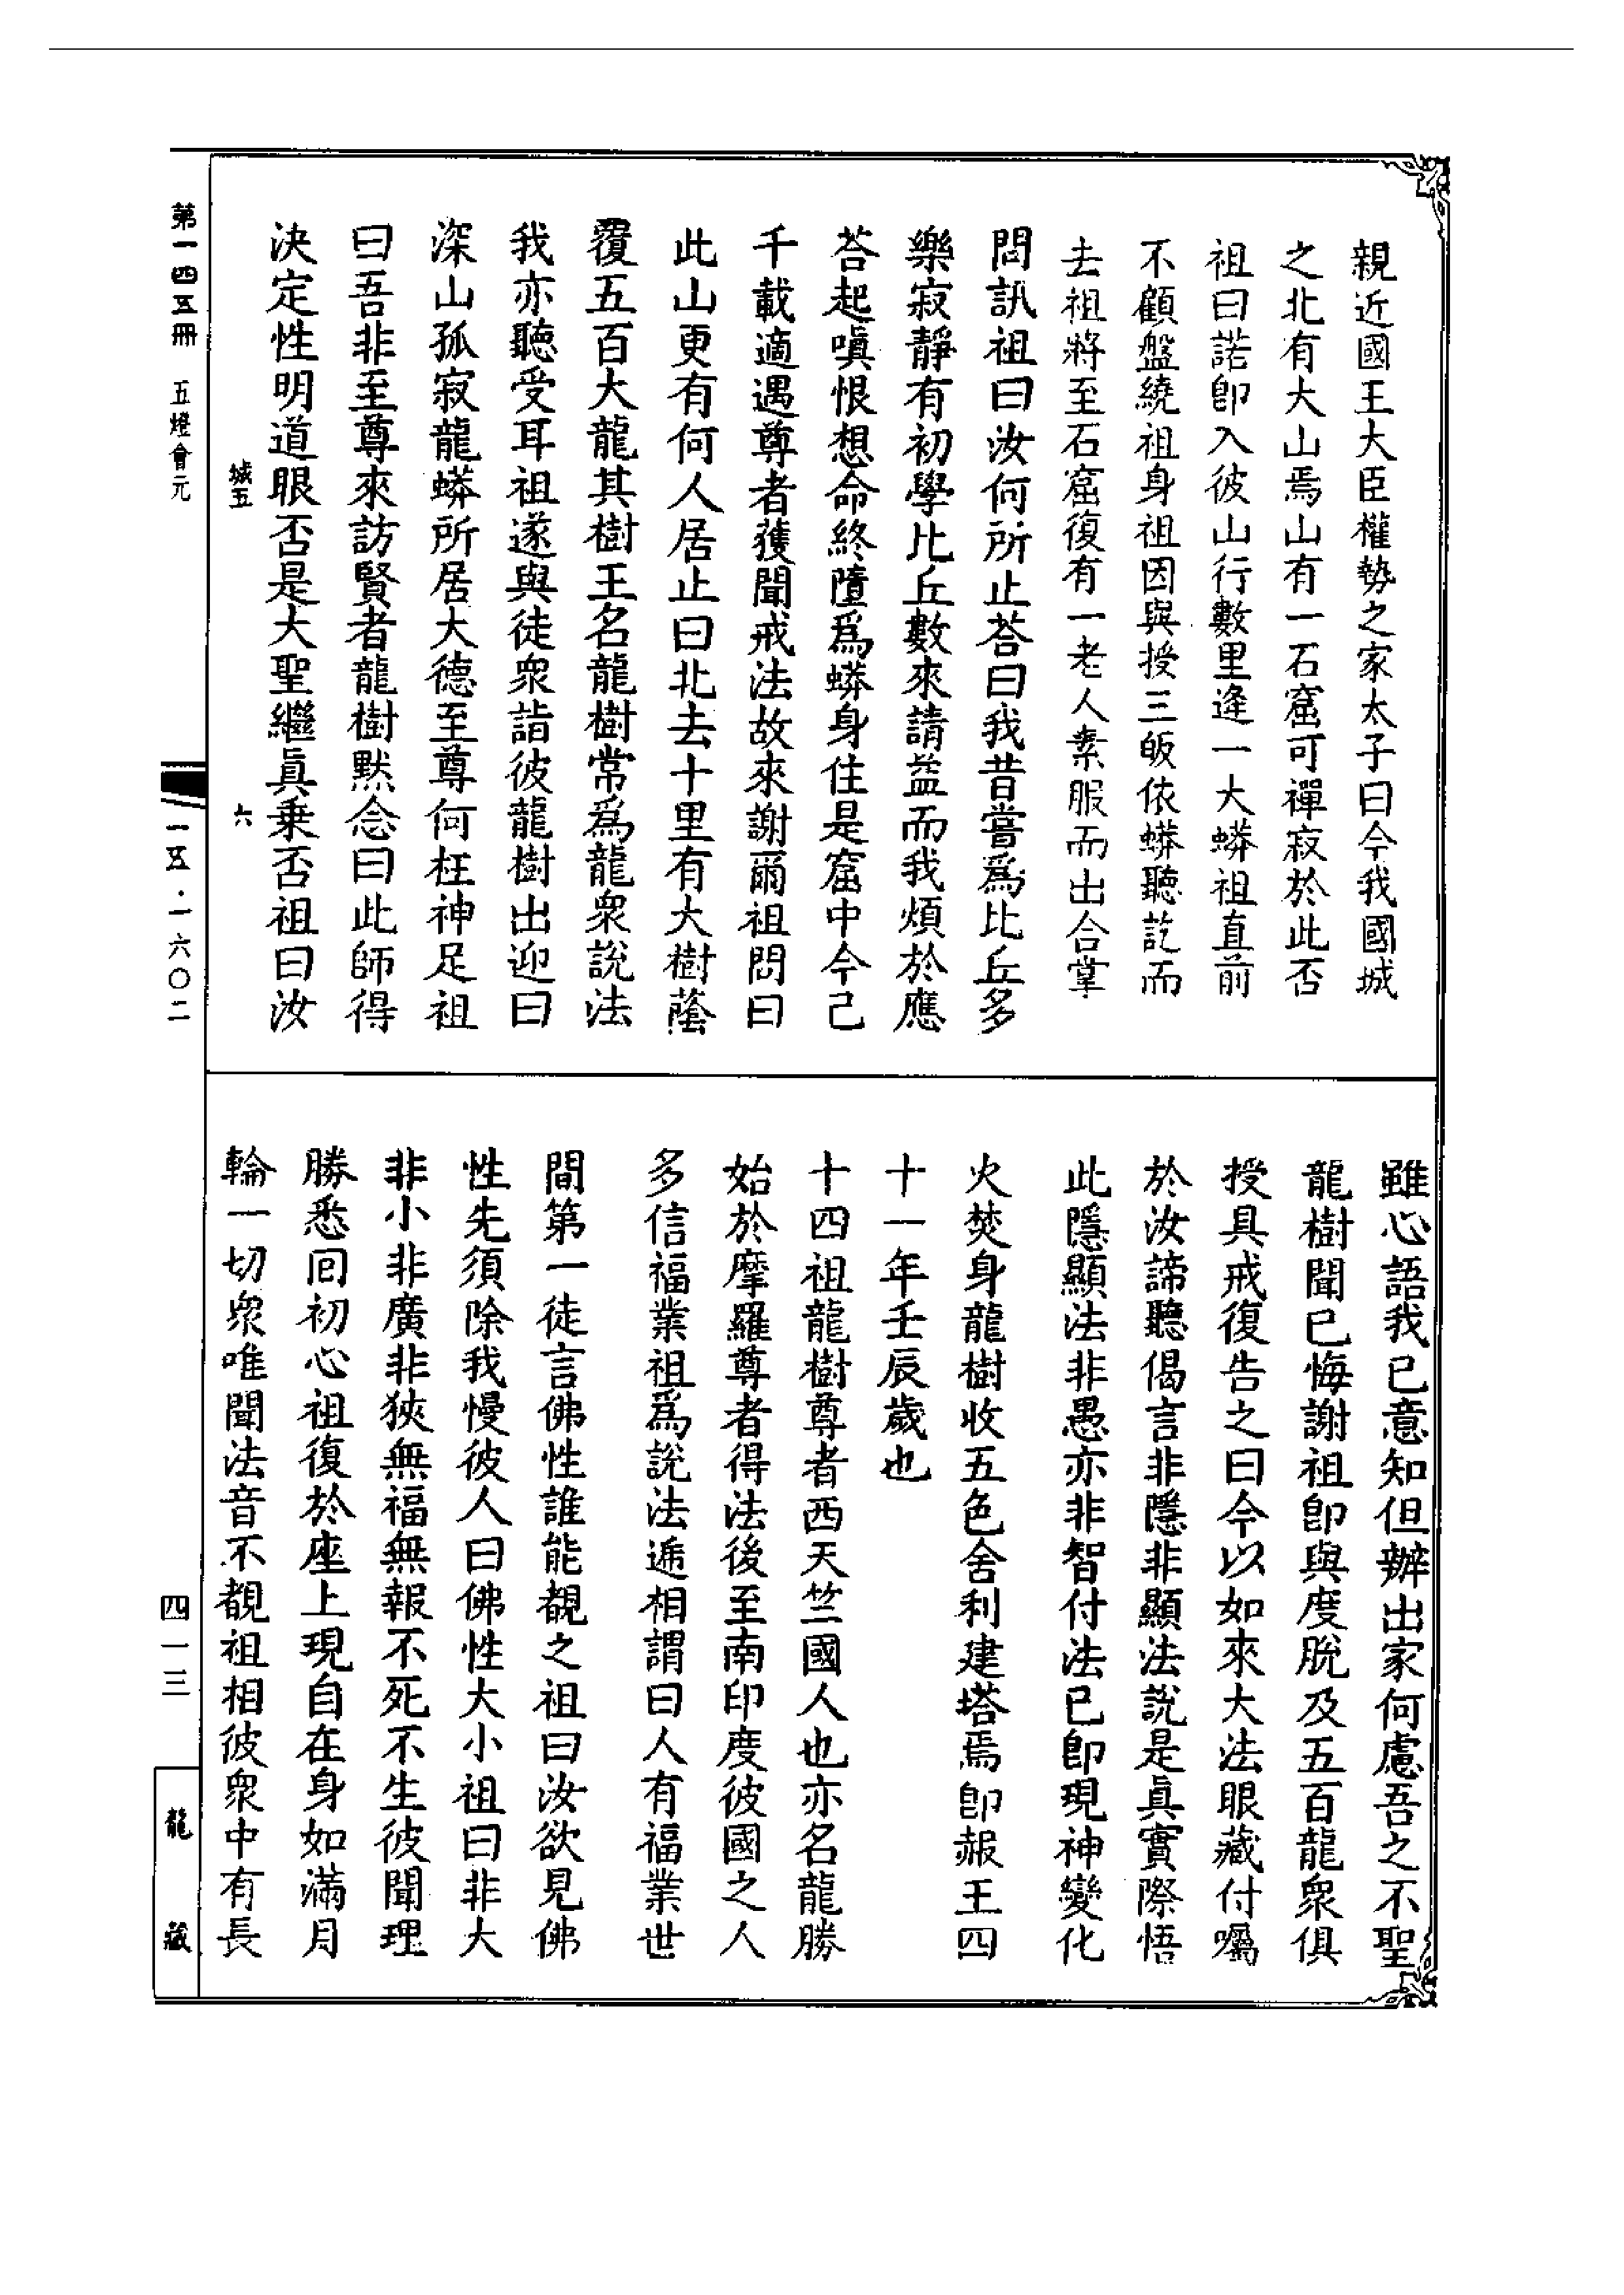 親近國王大臣權勢之家太子曰今我國城
之北有大山焉山有一石窟可禪寂於此否
祖曰諾卽入彼山行數里逢一大蟒祖直前
不顧盤繞祖身祖因與授三皈依蟒聽訖而
去祖將至石窟復有一老人素服而出合掌
問訊祖曰汝何所止荅曰我昔嘗爲比丘多
樂寂靜有初學比丘數來請益而我煩於應
荅起嗔恨想命終墮爲蟒身住是窟中今已
千載適遇尊者獲聞戒法故來謝爾祖問曰
此山更有何人居止曰北去十里有大樹蔭
覆五百大龍其樹王名龍樹常爲龍衆說法
我亦聽受耳祖遂與徒衆詣彼龍樹出迎曰
深山孤寂龍蟒所居大德至尊何枉神足祖
曰吾非至尊來訪賢者龍樹默念曰此師得
決定性明道眼否是大聖繼眞乗否祖曰汝
雖心語我已意知但辦出家何慮吾之不聖
龍樹聞已悔謝祖卽與度脫及五百龍衆俱
授具戒復告之曰今以如來大法眼藏付囑
於汝諦聽偈言非隱非顯法說是眞實際悟
此隱顯法非愚亦非智付法已卽現神變化
火焚身龍樹收五色舍利建塔焉卽赧王四
十一年壬辰歲也
十四祖龍樹尊者西天竺國人也亦名龍勝
始於摩羅尊者得法後至南印度彼國之人
多信福業祖爲說法遞相謂曰人有福業世
間第一徒言佛性誰能覩之祖曰汝欲見佛
性先須除我慢彼人曰佛性大小祖曰非大
非小非廣非狹無福無報不死不生彼聞理
勝悉囘初心祖復於座上現自在身如滿月
輪一切衆唯聞法音不覩祖相彼衆中有長
城五
六
第一四五冊 五燈會元
一五·一六〇二
四一三
龍藏